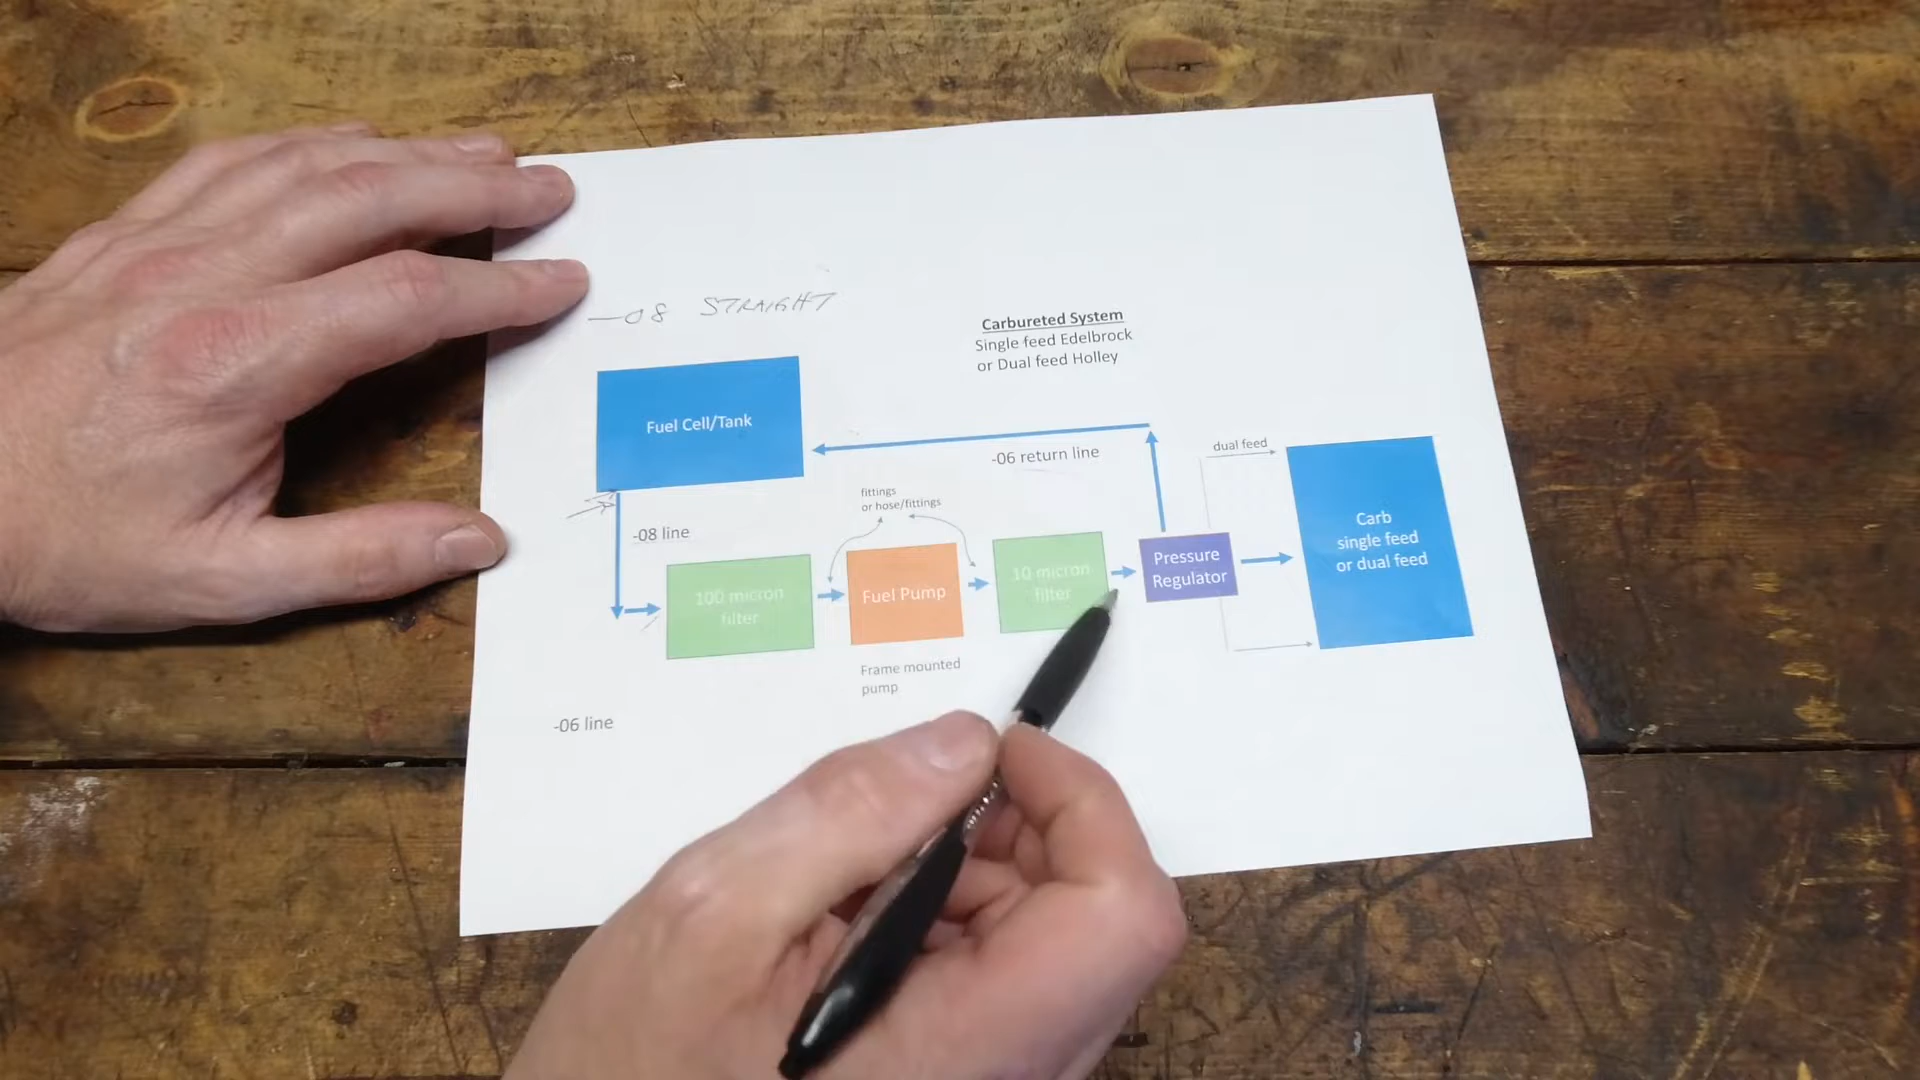 -08 STRAIGHT
Carbureted System
Single feed Edelbrock
or Dual feed Holley
Fuel Cell/Tank
-06 return line
dual feed
fittings
or hose/fittings
-08 line
100 micron
filter
Fuel Pump
10 micron
filter
Pressure
Regulator
Carb
single feed
or dual feed
Frame mounted
pump
-06 line